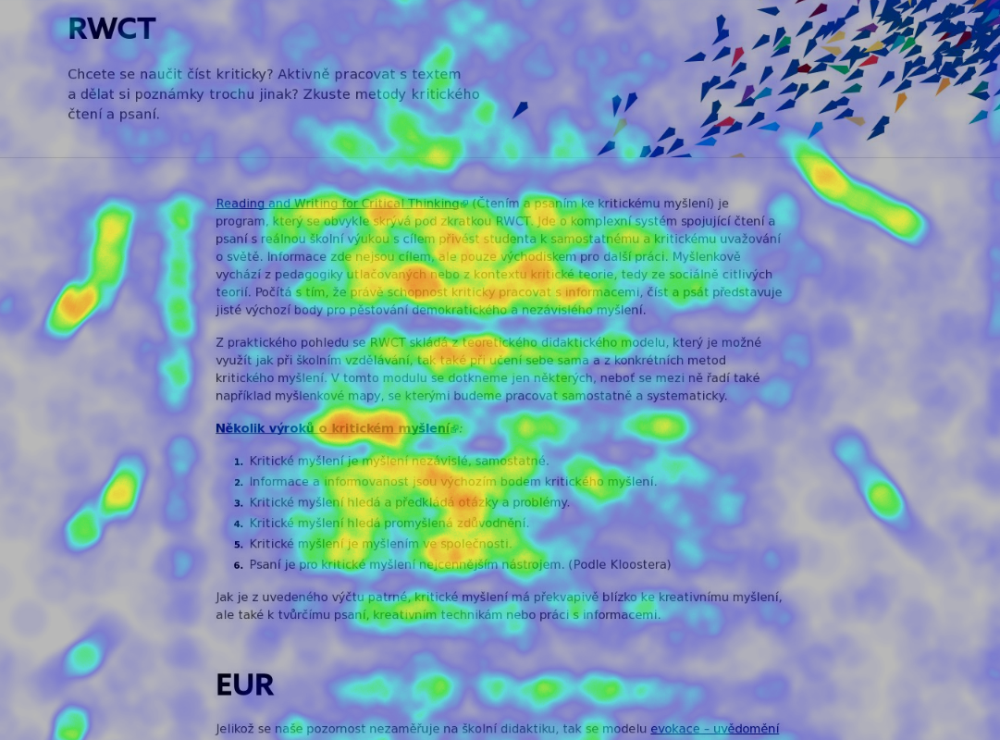 RWCT
Chcete se naučit číst kriticky? Aktivně pracovat s textem
a dělat si poznámky trochu jinak? Zkuste metody kritického
čtení a psaní.
Reading and Writing for Critical Thinking (Čtením a psaním ke kritickému myšlení) je
program, který se obvykle skrývá pod zkratkou RWCT. Jde o komplexní systém spojující čtení a
psaní s reálnou školní výukou s cílem přivést studenta k samostatnému a kritickému uvažování
o světě. Informace zde nejsou cílem, ale pouze východiskem pro další práci. Myšlenkově
vychází z pedagogiky utlačovaných nebo z kontextu kritické teorie, tedy ze sociálně citlivých
teorií. Počítá s tím, že právě schopnost kriticky pracovat s informacemi, číst a psát představuje
jisté výchozí body pro pěstování demokratického a nezávislého myšlení.
Z praktického pohledu se RWCT skládá z teoretického didaktického modelu, který je možné
využít jak při školním vzdělávání, tak také při učení sebe sama a z konkrétních metod
kritického myšlení. V tomto modulu se dotkneme jen některých, neboť se mezi ně řadí také
například myšlenkové mapy, se kterými budeme pracovat samostatně a systematicky.
Několik výroků o kritickém myšlení:
1. Kritické myšlení je myšlení nezávislé, samostatné.
2. Informace a informovanost jsou výchozím bodem kritického myšlení.
3. Kritické myšlení hledá a předkládá otázky a problémy.
4. Kritické myšlení hledá promyšlená zdůvodnění.
5. Kritické myšlení je myšlením ve společnosti.
6. Psaní je pro kritické myšlení nejcennějším nástrojem. (Podle Kloostera)
Jak je z uvedeného výčtu patrné, kritické myšlení má překvapivě blízko ke kreativnímu myšlení,
ale také k tvůrčímu psaní, kreativním technikám nebo práci s informacemi.
EUR
Jelikož se naše pozornost nezaměřuje na školní didaktiku, tak se modelu evokace – uvědomění